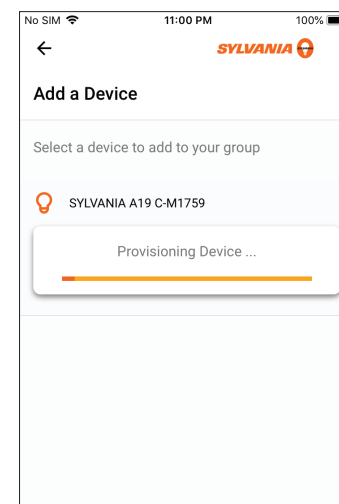 No SIM 11:00 PM 100%
SYLVANIA
Add a Device
Select a device to add to your group
SYLVANIA A19 C-M1759
Provisioning Device ...